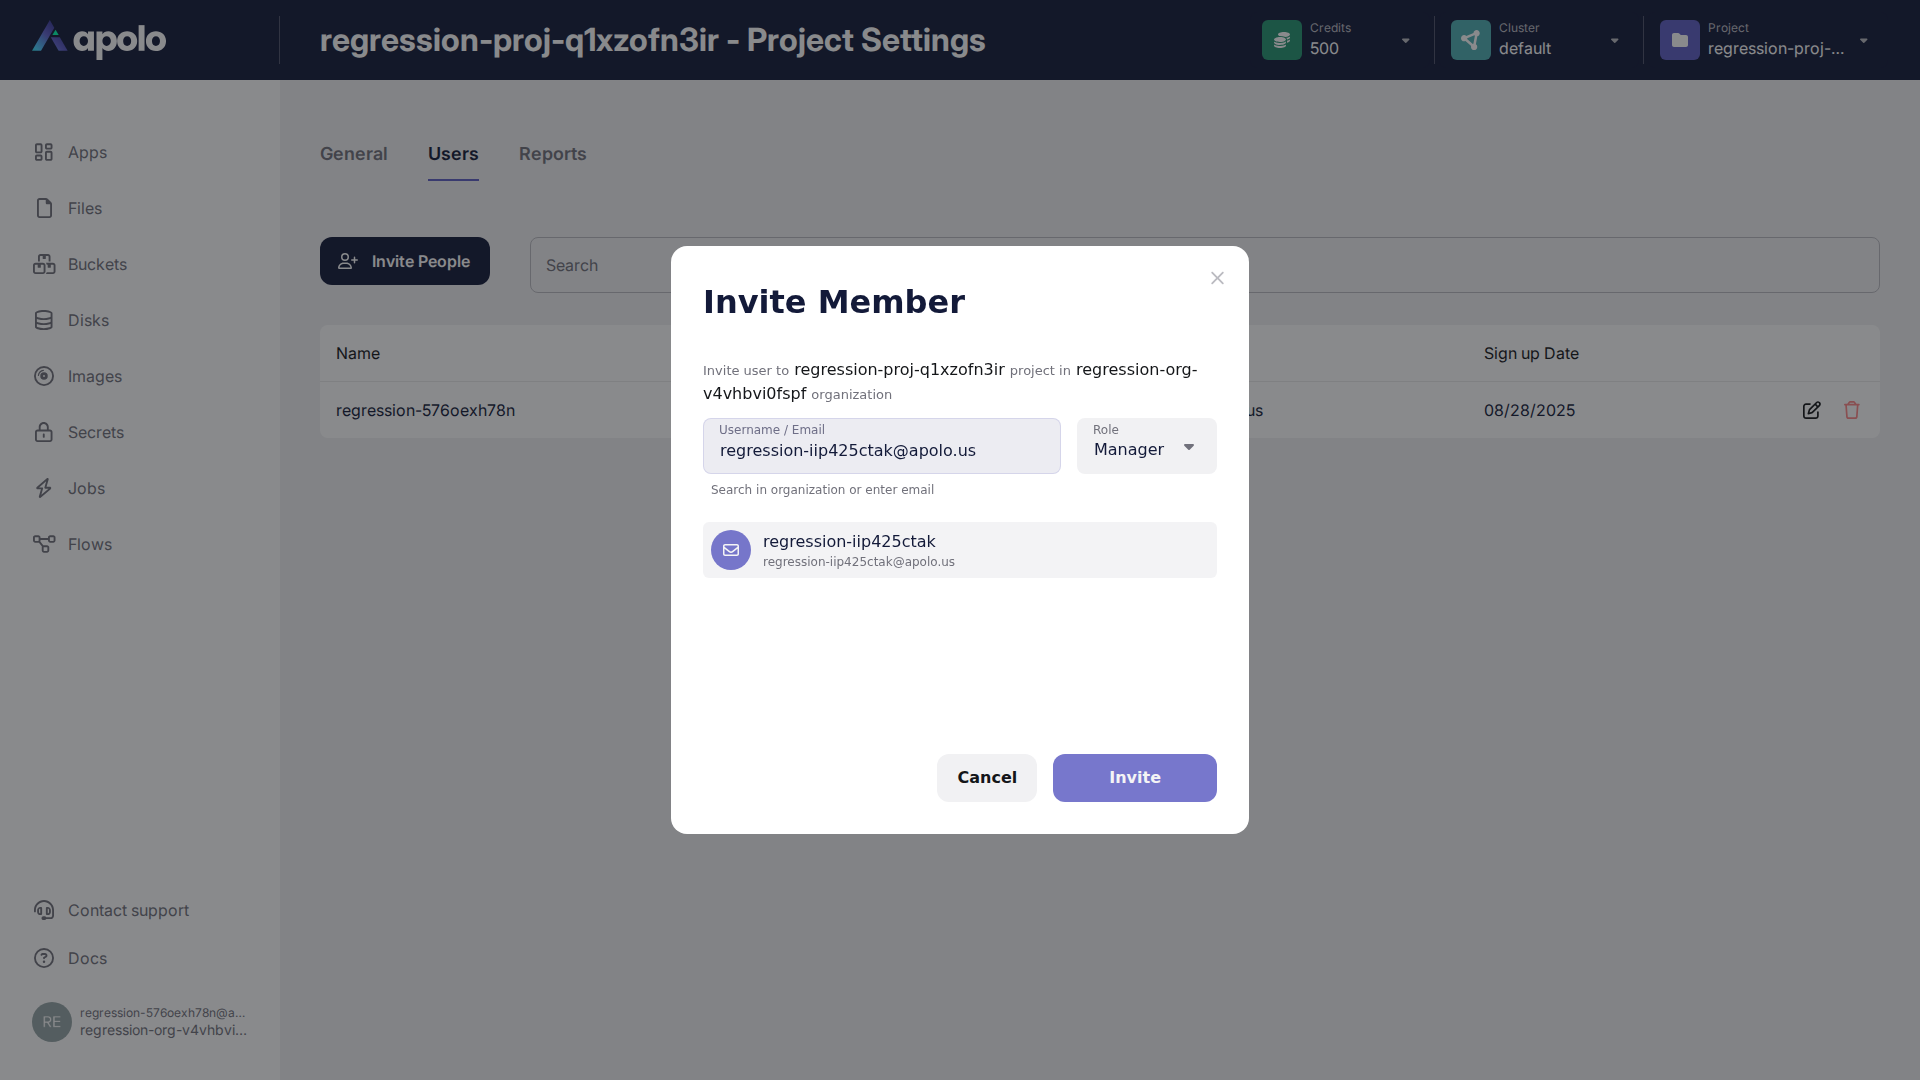 apolo
regression-proj-q1xzofn3ir - Project Settings
Credits
500
Cluster
default
Project
regression-proj-...
Apps
Files
Buckets
Disks
Images
Secrets
Jobs
Flows
Contact support
Docs
RE
regression-576oexh78n@a...
regression-org-v4vhbvi...
General
Users
Reports
Invite People
Search
Name
Sign up Date
regression-576oexh78n
us
08/28/2025
Invite Member
Invite user to regression-proj-q1xzofn3ir project in regression-org-
v4vhbvi0fspf organization
Username / Email
regression-iip425ctak@apolo.us
Role
Manager
Search in organization or enter email
regression-iip425ctak
regression-iip425ctak@apolo.us
Cancel
Invite